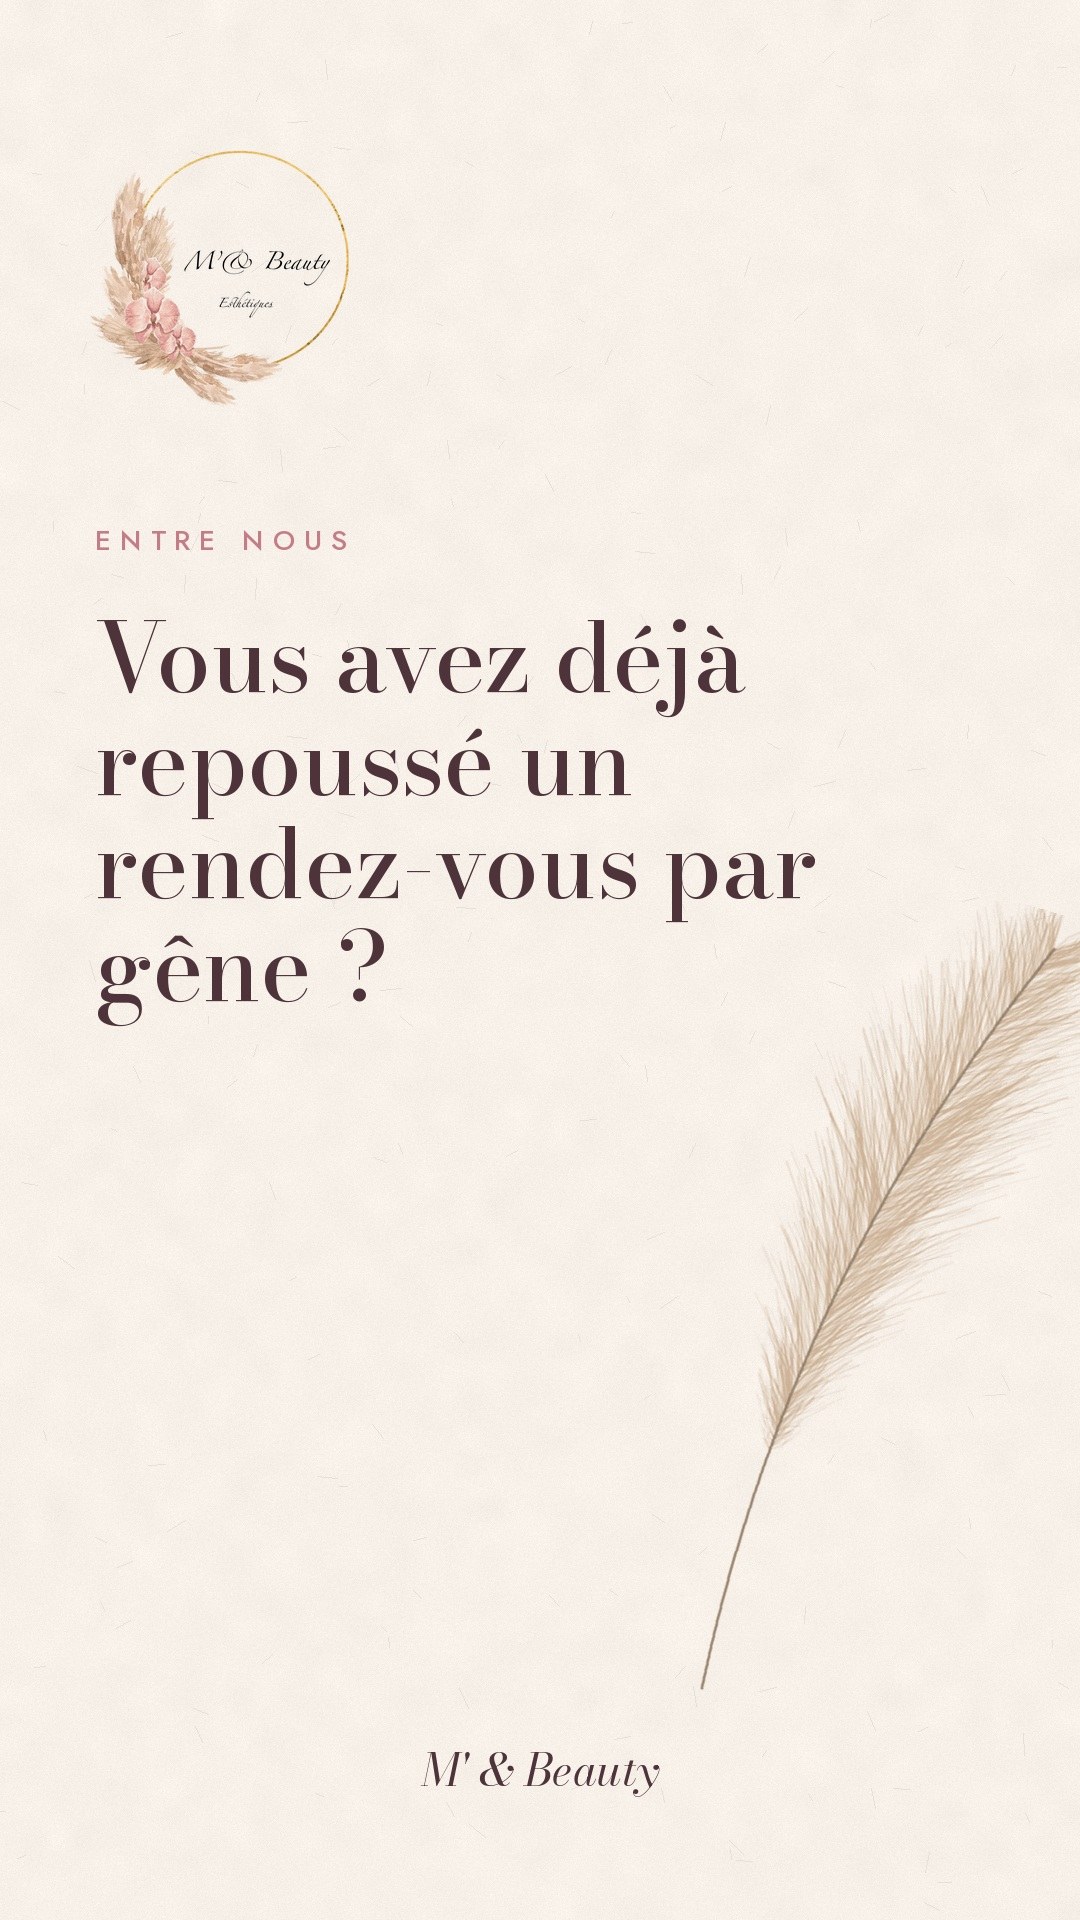 M'& Beauty
Esthétiques
ENTRE NOUS
Vous avez déjà
repoussé un
rendez-vous par
gêne ?
M' & Beauty